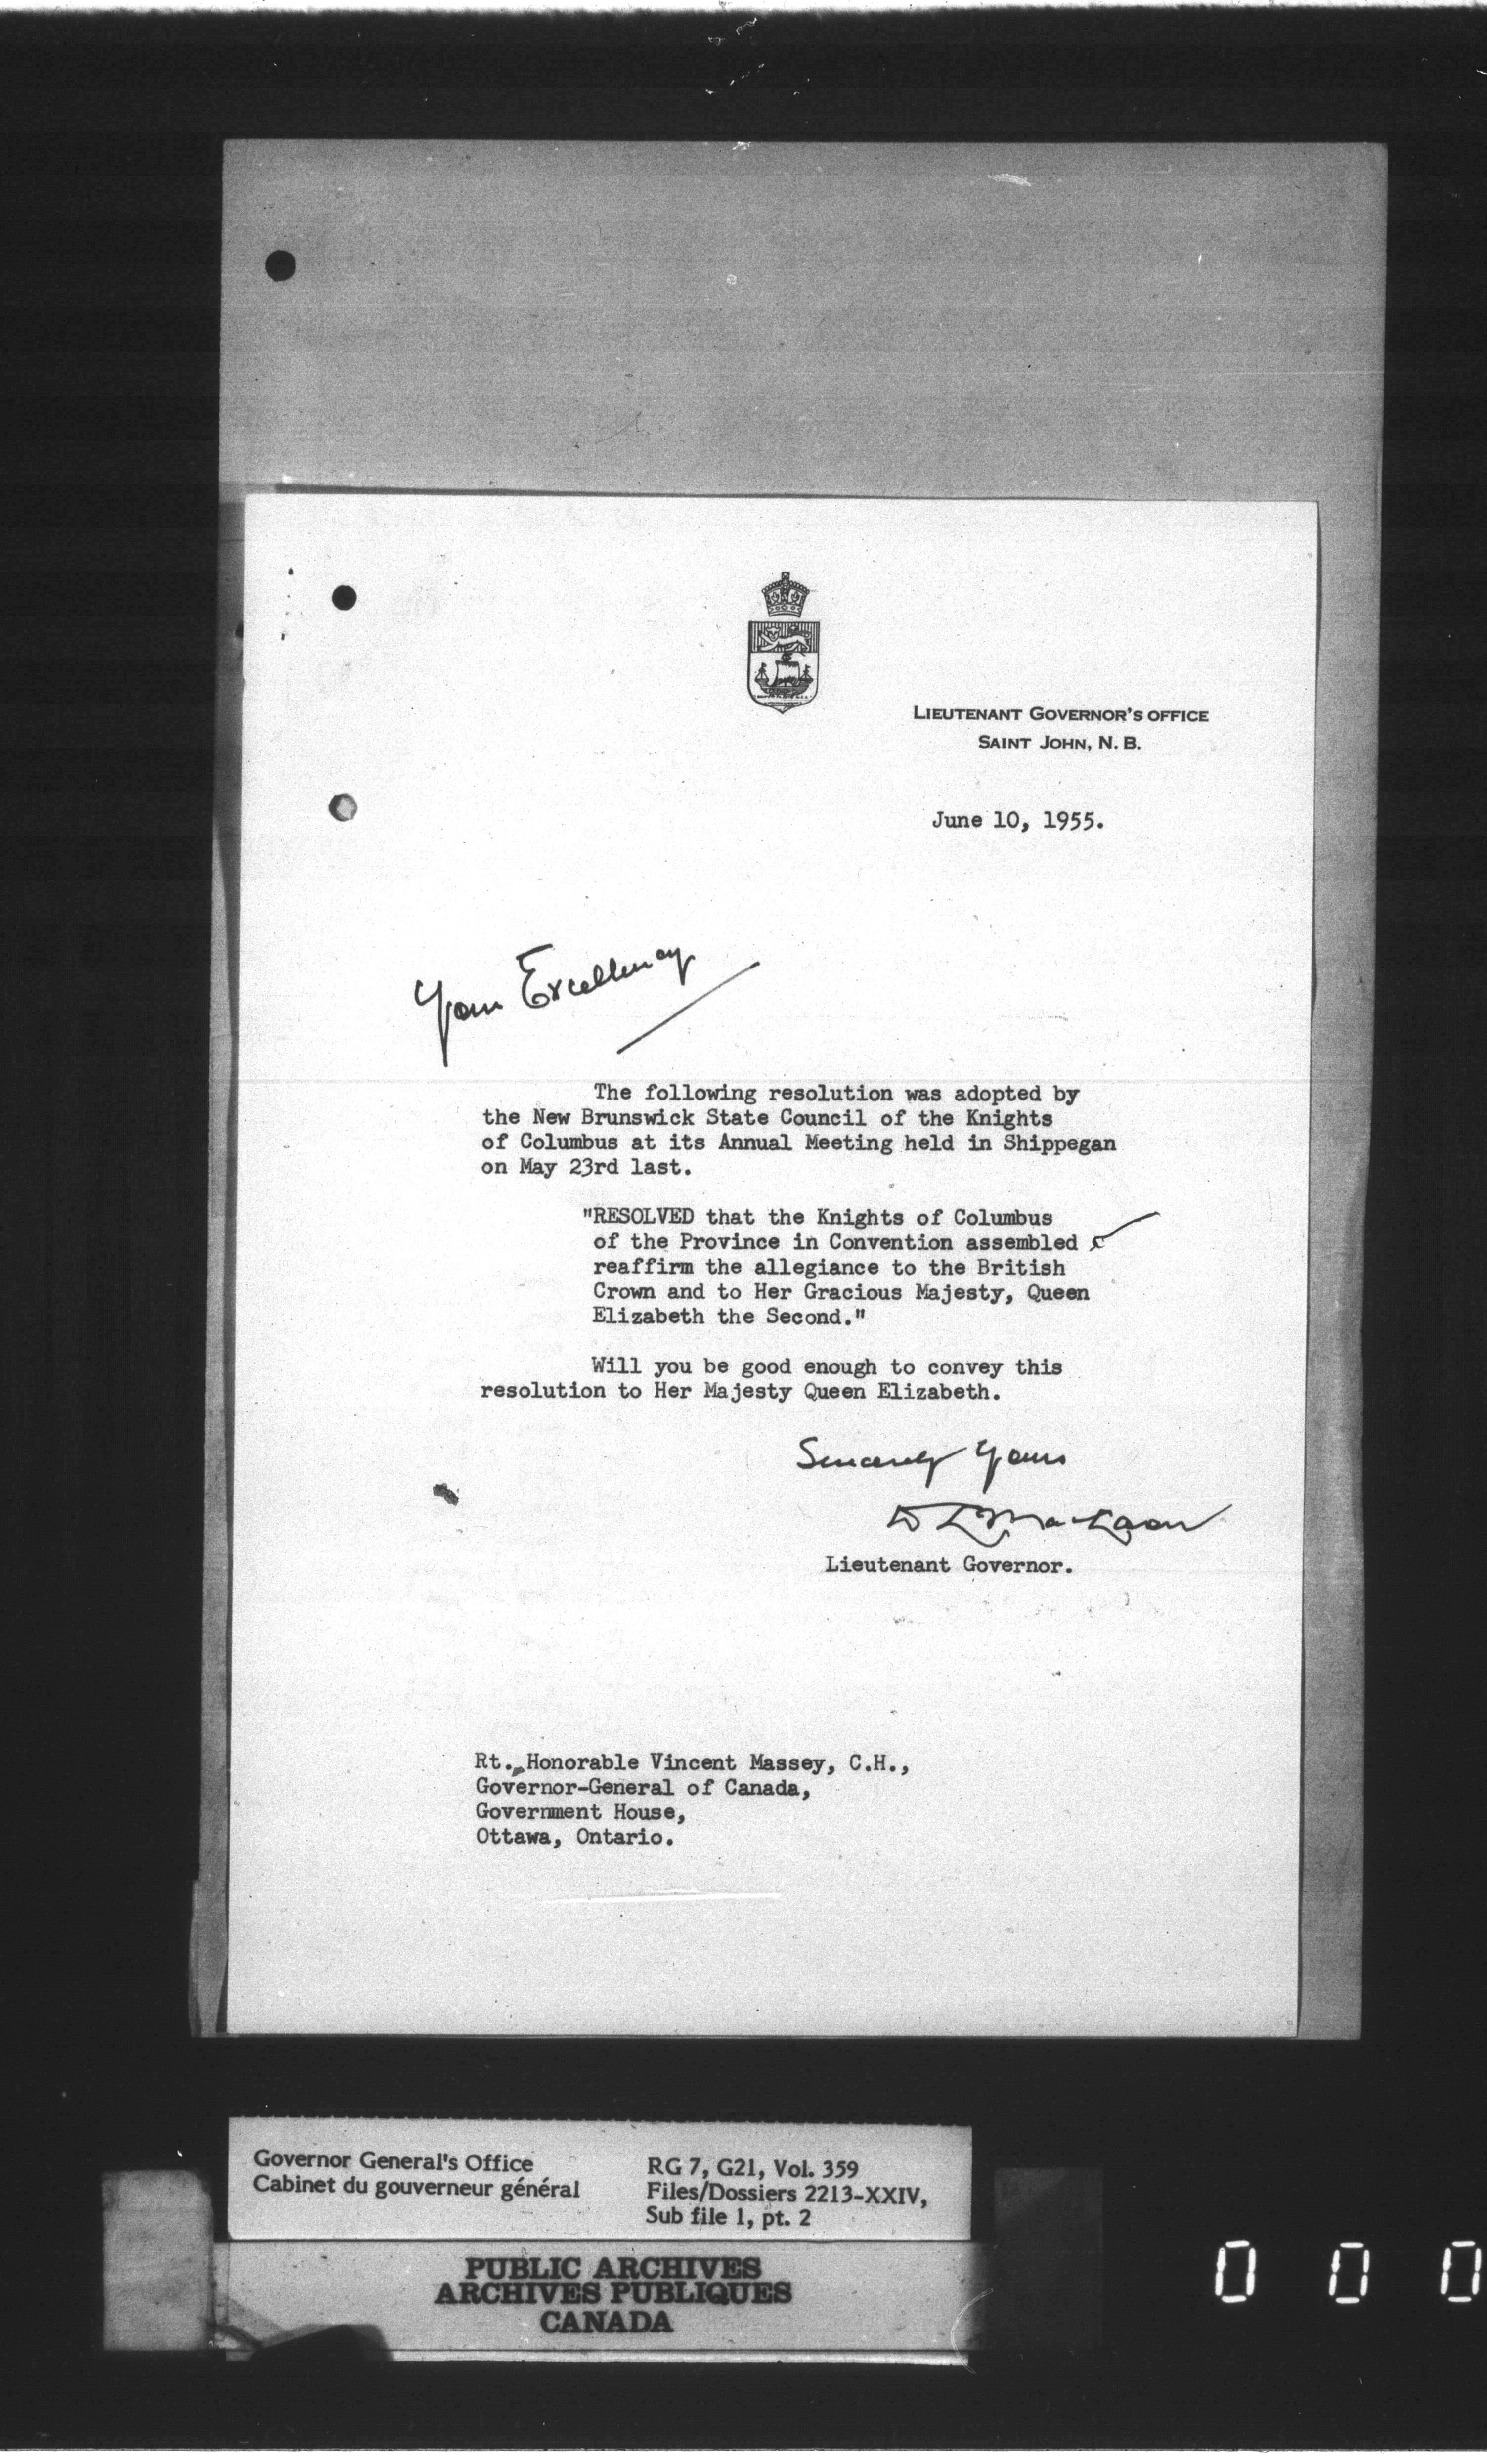 LIEUTENANT GOVERNOR'S OFFICE
SAINT JOHN, N. B.
June 10, 1955.
Your Excellency
The following resolution was adopted by
the New Brunswick State Council of the Knights
of Columbus at its Annual Meeting held in Shippegan
on May 23rd last.
"RESOLVED that the Knights of Columbus
of the Province in Convention assembled
reaffirm the allegiance to the British
Crown and to Her Gracious Majesty, Queen
Elizabeth the Second."
Will you be good enough to convey this
resolution to Her Majesty Queen Elizabeth.
Sincerely Yours
D L MacLaren
Lieutenant Governor.
Rt. Honorable Vincent Massey, C.H.,
Governor-General of Canada,
Government House,
Ottawa, Ontario.
Governor General's Office
Cabinet du gouverneur général
RG 7, G21, Vol. 359
Files/Dossiers 2213-XXIV,
Sub file 1, pt. 2
PUBLIC ARCHIVES
ARCHIVES PUBLIQUES
CANADA
0 0 0